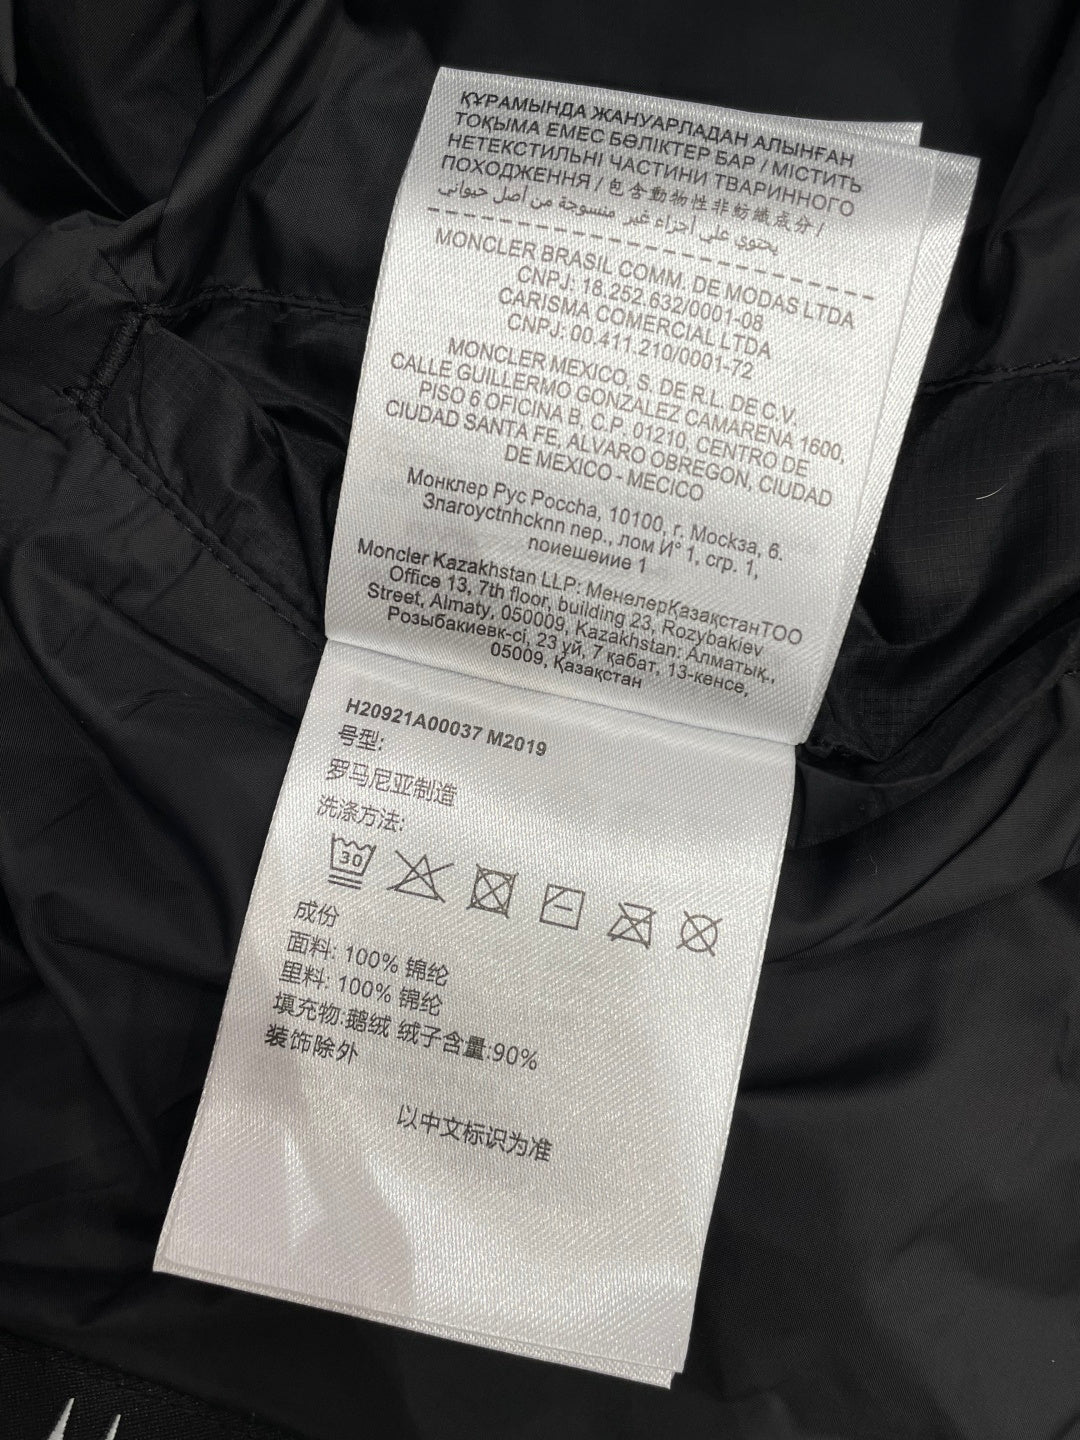 ҚҰРАМЫНДА ЖАНУАРЛАДАН АЛЫНҒАН
ТОҚЫМА ЕМЕС БӨЛІКТЕР БАР / МІСТИТЬ
НЕТЕКСТИЛЬНІ ЧАСТИНИ ТВАРИННОГО
ПОХОДЖЕННЯ / 包含動物性非紡織成分 /
يحتوي على أجزاء غير منسوجة من أصل حيواني
MONCLER BRASIL COMM. DE MODAS LTDA
CNPJ: 18.252.632/0001-08
CARISMA COMERCIAL LTDA
CNPJ: 00.411.210/0001-72
MONCLER MEXICO, S. DE R.L. DE C.V.
CALLE GUILLERMO GONZALEZ CAMARENA 1600,
PISO 6 OFICINA B, C.P. 01210, CENTRO DE
CIUDAD SANTA FE, ALVARO OBREGON, CIUDAD
DE MEXICO - MECICO
Монклер Рус Россhа, 10100, г. Москза, 6.
Злароустnhсkпп пер., лом И° 1, стр. 1,
поиешеиие 1
Moncler Kazakhstan LLP: МенелерҚазақстанТОО
Office 13, 7th floor, building 23, Rozybakiev
Street, Almaty, 050009, Kazakhstan: Алматық.,
Розыбакиевк-сі, 23 уй, 7 қабат, 13-кенсе,
05009, Қазақстан
H20921A00037 M2019
号型:
罗马尼亚制造
洗涤方法:
30
成份
面料: 100% 锦纶
里料: 100% 锦纶
填充物:鹅绒 绒子含量:90%
装饰除外
以中文标识为准